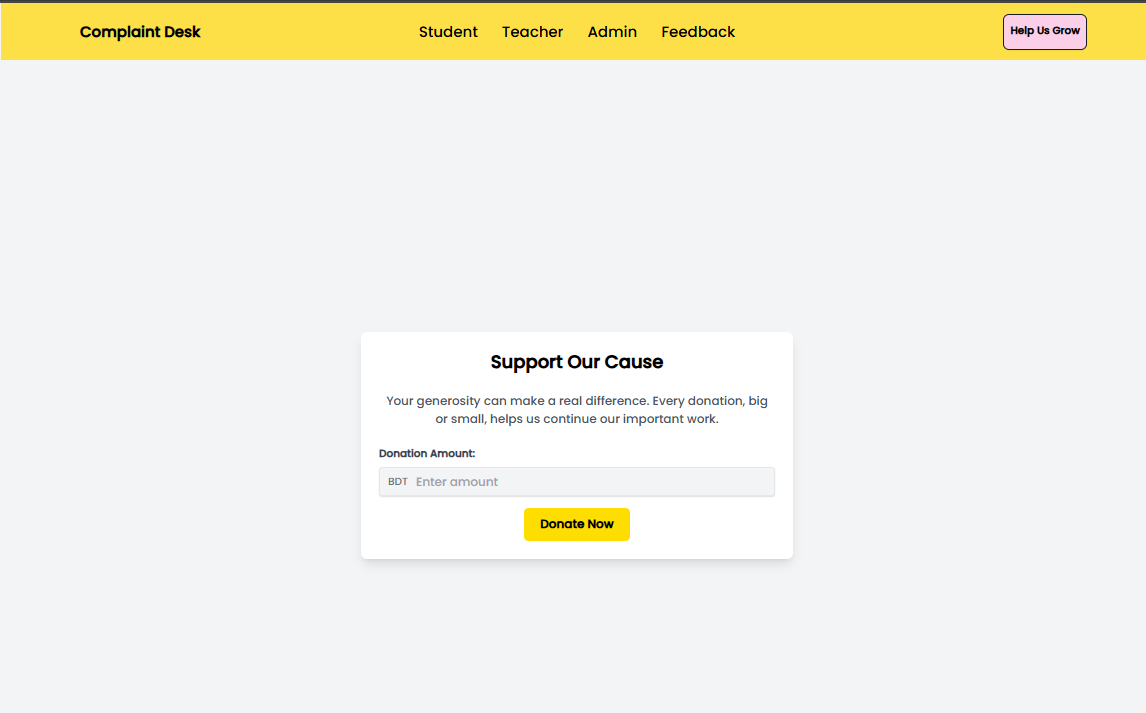 Complaint Desk
Student Teacher Admin Feedback
Help Us Grow
Support Our Cause
Your generosity can make a real difference. Every donation, big
or small, helps us continue our important work.
Donation Amount:
BDT Enter amount
Donate Now